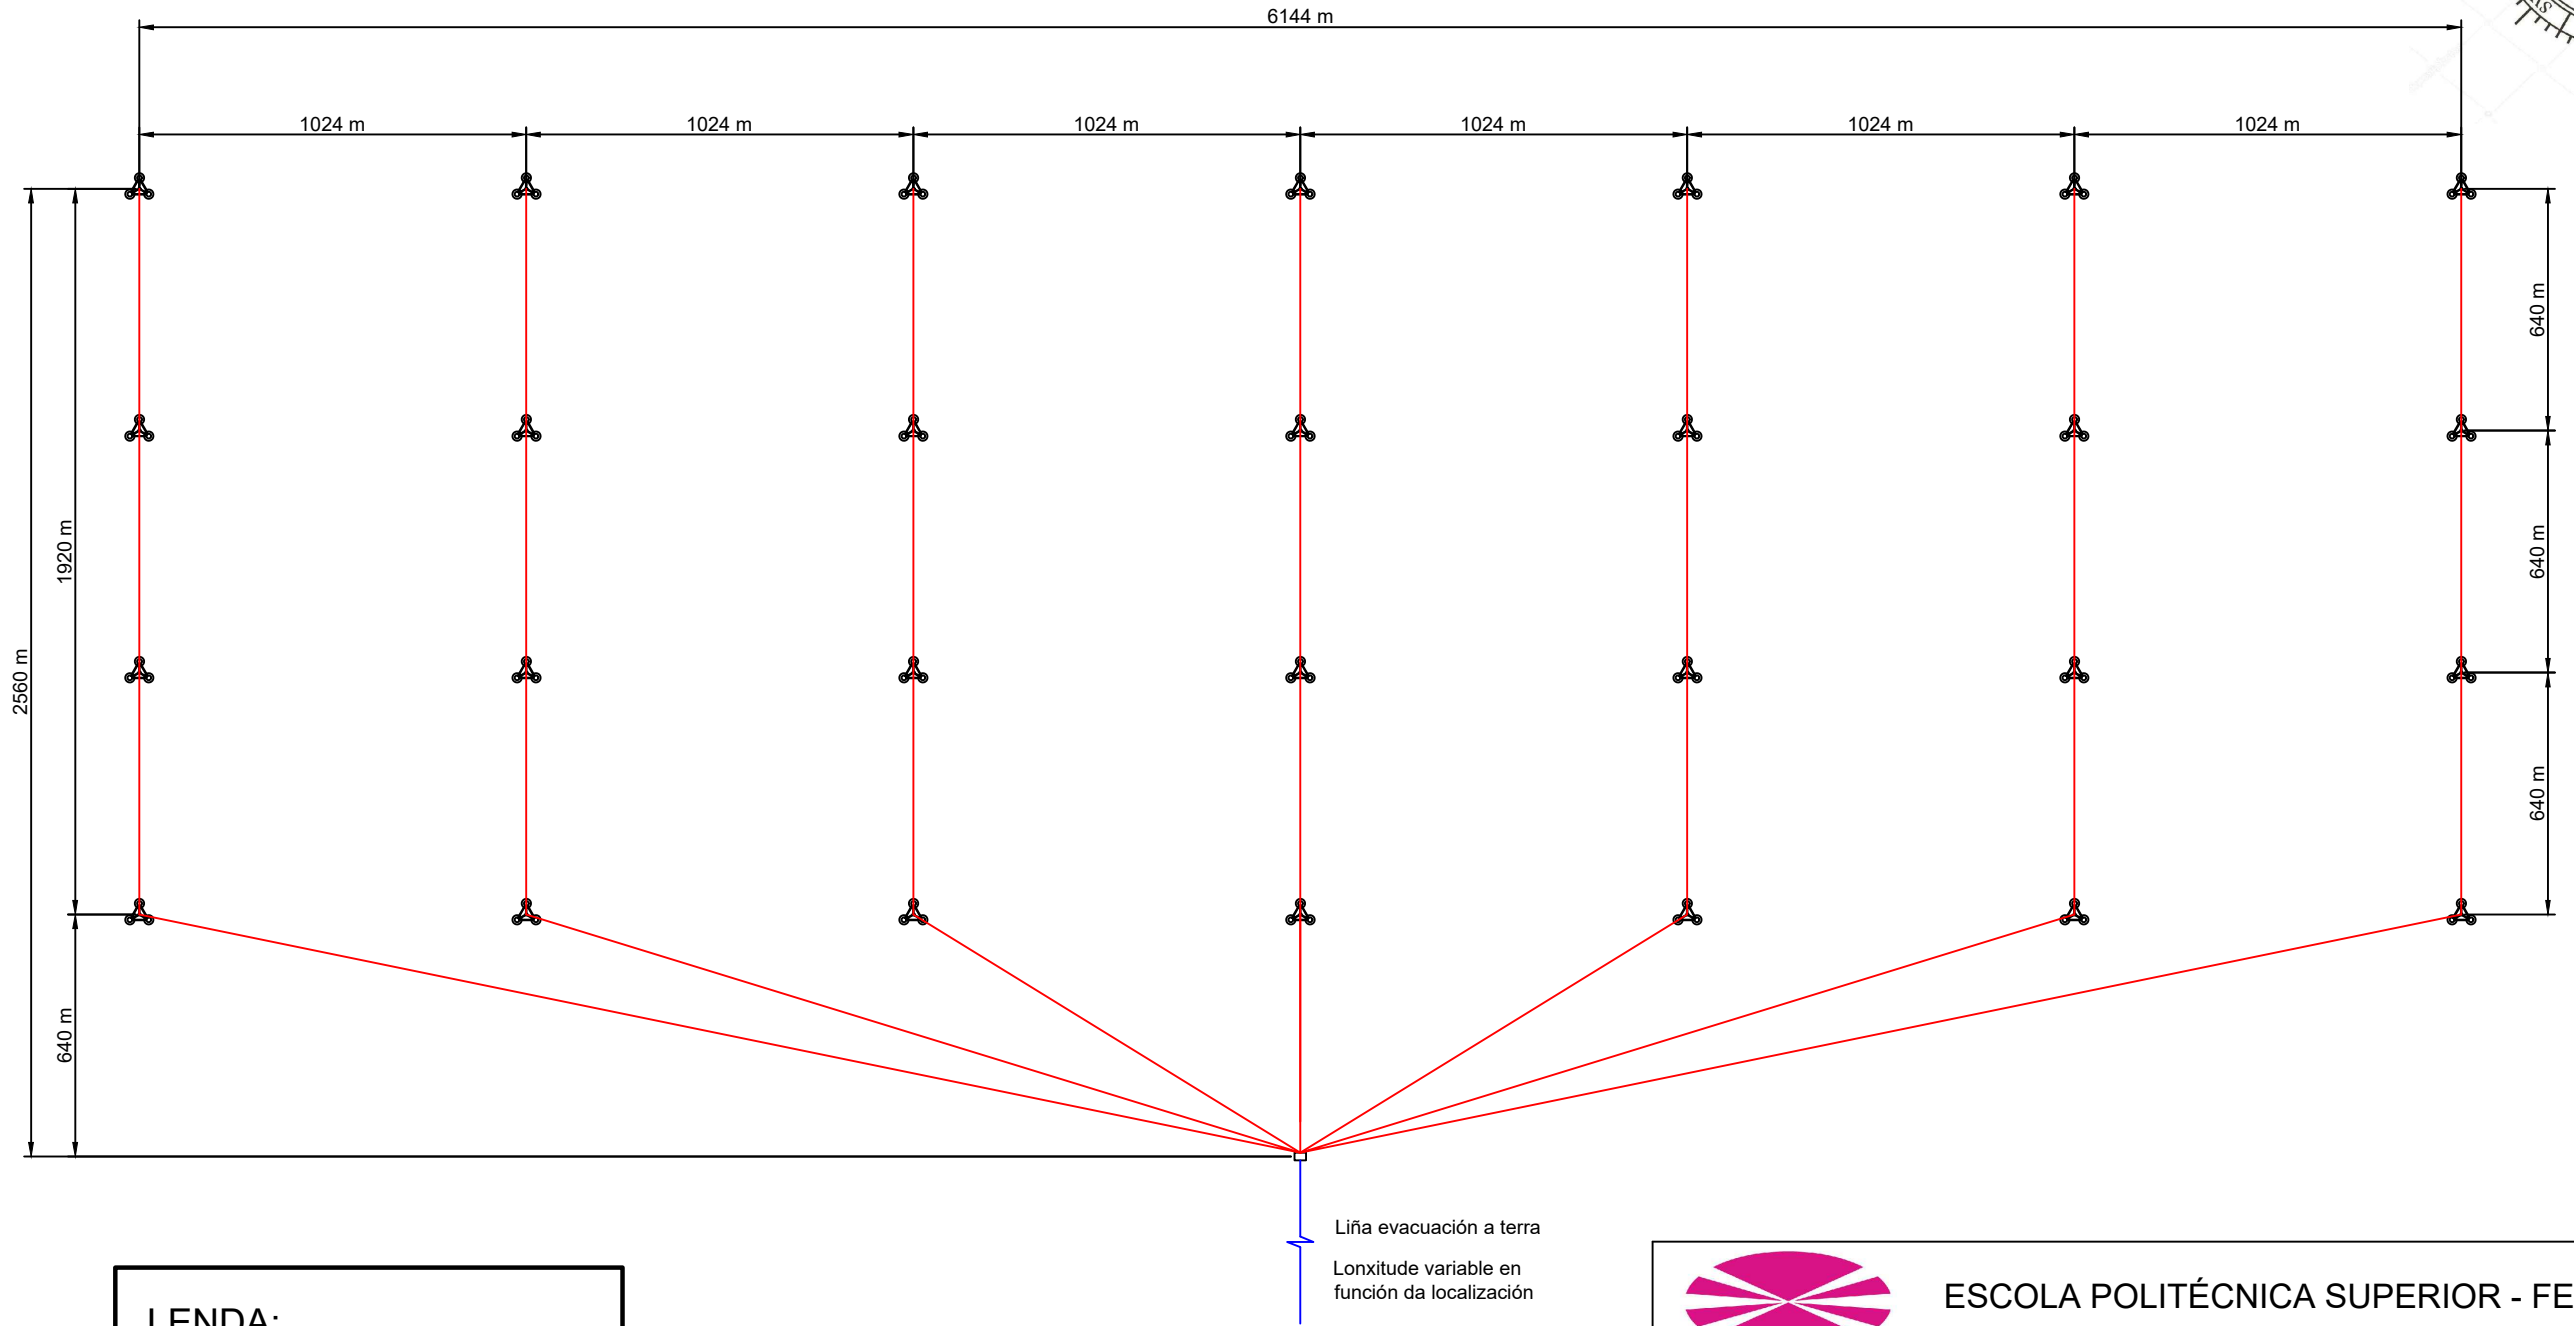 6144 m
1024 m
1024 m
1024 m
1024 m
1024 m
1024 m
640 m
640 m
640 m
1920 m
2560 m
640 m
Liña evacuación a terra
Lonxitude variable en
función da localización
LENDA:
ESCOLA POLITÉCNICA SUPERIOR - FE